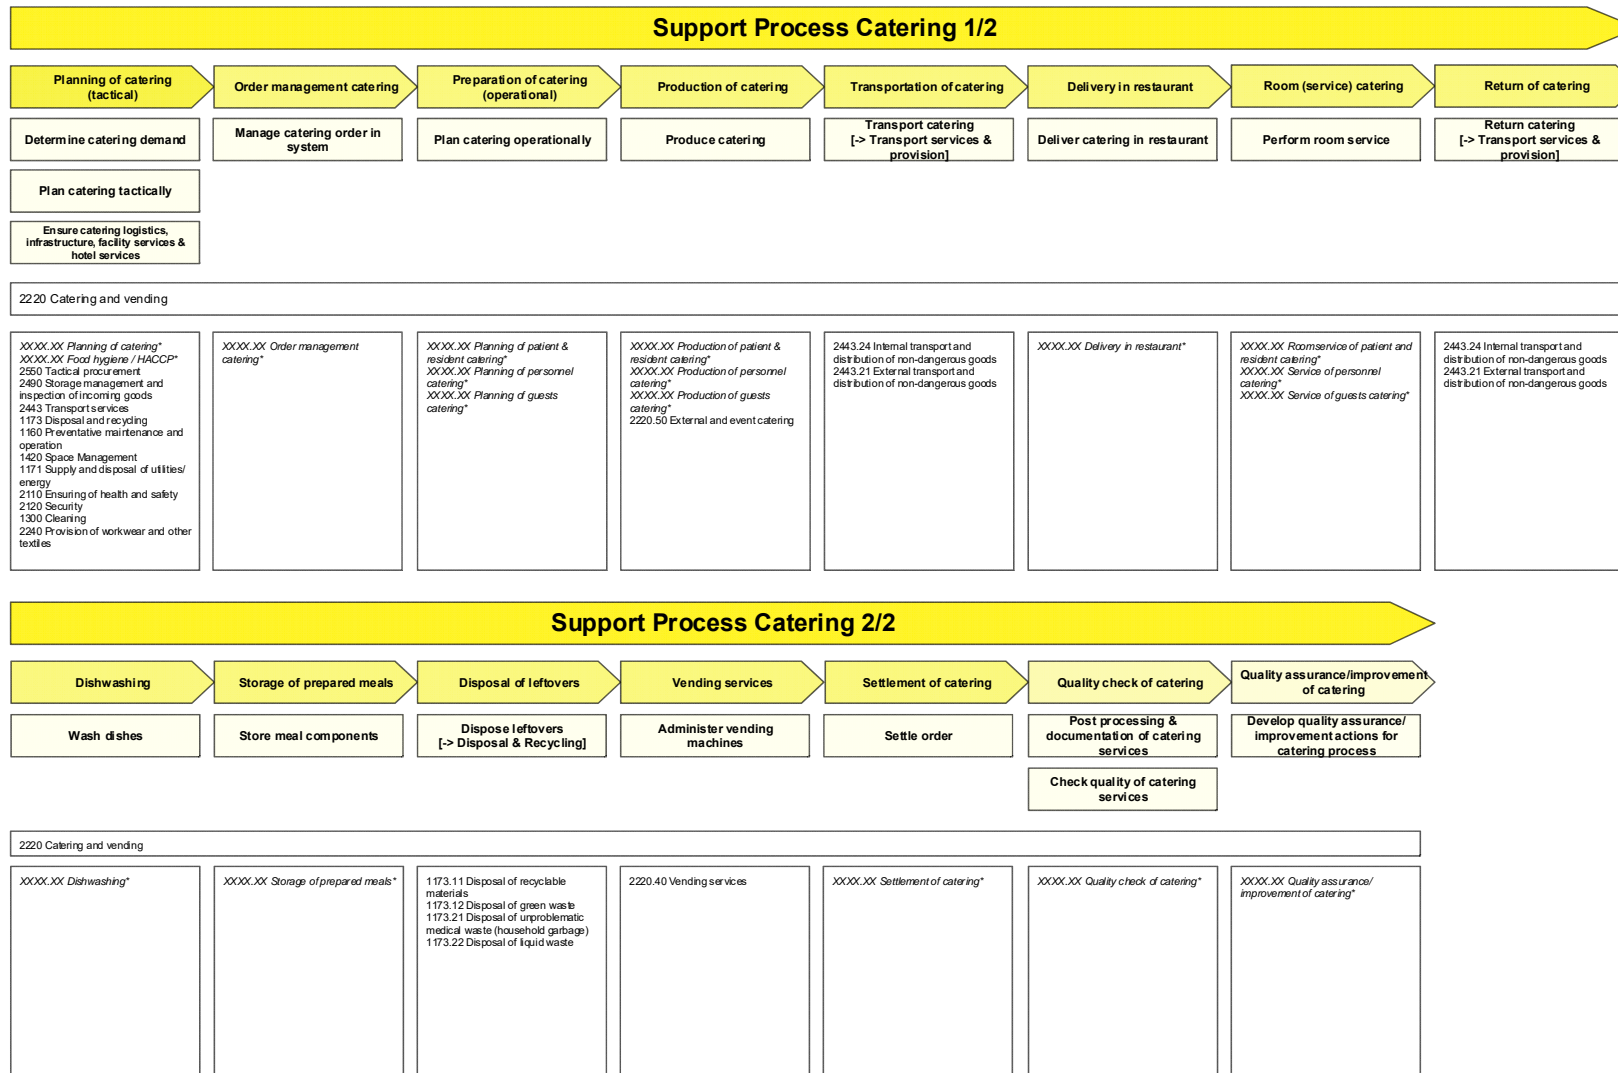 Support Process Catering 1/2
Planning of catering
(tactical)
Order management catering
Preparation of catering
(operational)
Production of catering
Transportation of catering
Delivery in restaurant
Room (service) catering
Return of catering
Determine catering demand
Manage catering order in
system
Plan catering operationally
Produce catering
Transport catering
[-> Transport services &
provision]
Deliver catering in restaurant
Perform room service
Return catering
[-> Transport services &
provision]
Plan catering tactically
Ensure catering logistics,
infrastructure, facility services &
hotel services
2220 Catering and vending
XXXX.XX Planning of catering*
XXXX.XX Food hygiene / HACCP*
2550 Tactical procurement
2490 Storage management and
inspection of incoming goods
2443 Transport services
1173 Disposal and recycling
1160 Preventative maintenance and
operation
1420 Space Management
1171 Supply and disposal of utilities/
energy
2110 Ensuring of health and safety
2120 Security
1300 Cleaning
2240 Provision of workwear and other
textiles
XXXX.XX Order management
catering*
XXXX.XX Planning of patient &
resident catering*
XXXX.XX Planning of personnel
catering*
XXXX.XX Planning of guests
catering*
XXXX.XX Production of patient &
resident catering*
XXXX.XX Production of personnel
catering*
XXXX.XX Production of guests
catering*
2220.50 External and event catering
2443.24 Internal transport and
distribution of non-dangerous goods
2443.21 External transport and
distribution of non-dangerous goods
XXXX.XX Delivery in restaurant*
XXXX.XX Roomservice of patient and
resident catering*
XXXX.XX Service of personnel
catering*
XXXX.XX Service of guests catering*
2443.24 Internal transport and
distribution of non-dangerous goods
2443.21 External transport and
distribution of non-dangerous goods
Support Process Catering 2/2
Dishwashing
Storage of prepared meals
Disposal of leftovers
Vending services
Settlement of catering
Quality check of catering
Quality assurance/improvement
of catering
Wash dishes
Store meal components
Dispose leftovers
[-> Disposal & Recycling]
Administer vending
machines
Settle order
Post processing &
documentation of catering
services
Develop quality assurance/
improvement actions for
catering process
Check quality of catering
services
2220 Catering and vending
XXXX.XX Dishwashing*
XXXX.XX Storage of prepared meals*
1173.11 Disposal of recyclable
materials
1173.12 Disposal of green waste
1173.21 Disposal of unproblematic
medical waste (household garbage)
1173.22 Disposal of liquid waste
2220.40 Vending services
XXXX.XX Settlement of catering*
XXXX.XX Quality check of catering*
XXXX.XX Quality assurance/
improvement of catering*